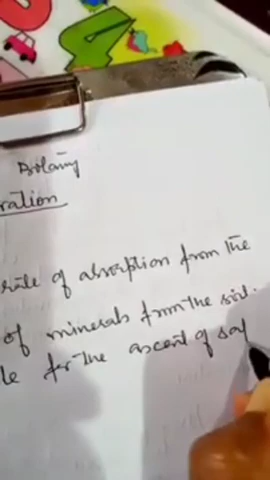 Botany
ration
rate of absorption from the
of minerals from the soil.
le for the ascent of sap